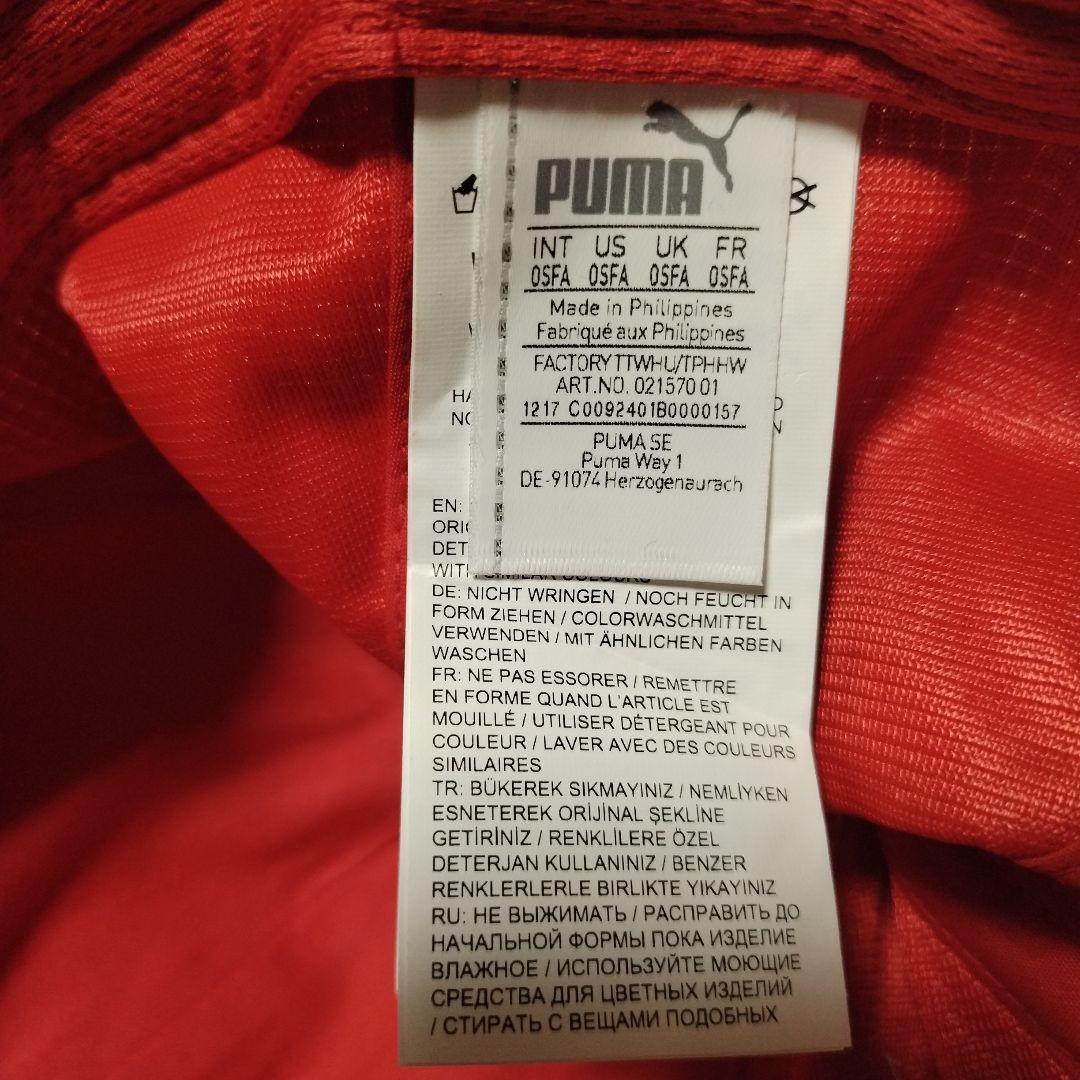 PUMA
INT US UK FR
OSFA OSFA OSFA OSFA
Made in Philippines
Fabriqué aux Philippines
FACTORY TTWHU/TPHHW
ART.NO. 021570 01
1217 C0092401B0000157
PUMA SE
Puma Way 1
DE-91074 Herzogenaurach
EN:
WITH SIMILAR COLOURS
DE: NICHT WRINGEN / NOCH FEUCHT IN
FORM ZIEHEN / COLORWASCHMITTEL
VERWENDEN / MIT ÄHNLICHEN FARBEN
WASCHEN
FR: NE PAS ESSORER / REMETTRE
EN FORME QUAND L'ARTICLE EST
MOUILLÉ / UTILISER DÉTERGEANT POUR
COULEUR / LAVER AVEC DES COULEURS
SIMILAIRES
TR: BÜKEREK SIKMAYINIZ / NEMLİYKEN
ESNETEREK ORİJİNAL ŞEKLİNE
GETİRİNİZ / RENKLİLERE ÖZEL
DETERJAN KULLANINIZ / BENZER
RENKLERLERLE BIRLIKTE YIKAYINIZ
RU: НЕ ВЫЖИМАТЬ / РАСПРАВИТЬ ДО
НАЧАЛЬНОЙ ФОРМЫ ПОКА ИЗДЕЛИЕ
ВЛАЖНОЕ / ИСПОЛЬЗУЙТЕ МОЮЩИЕ
СРЕДСТВА ДЛЯ ЦВЕТНЫХ ИЗДЕЛИЙ
/ СТИРАТЬ С ВЕЩАМИ ПОДОБНЫХ